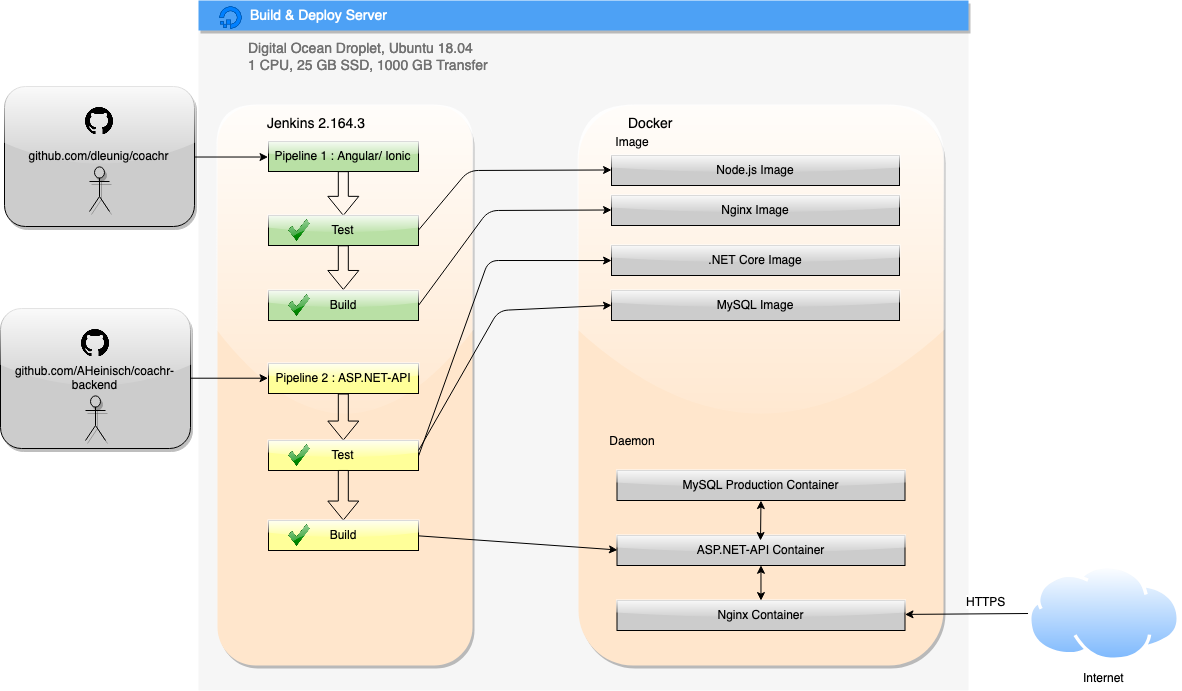 Build & Deploy Server
Digital Ocean Droplet, Ubuntu 18.04
1 CPU, 25 GB SSD, 1000 GB Transfer
github.com/dleunig/coachr
github.com/AHeinisch/coachr-
backend
Jenkins 2.164.3
Pipeline 1 : Angular/ Ionic
Test
Build
Pipeline 2 : ASP.NET-API
Test
Build
Docker
Image
Node.js Image
Nginx Image
.NET Core Image
MySQL Image
Daemon
MySQL Production Container
ASP.NET-API Container
Nginx Container
HTTPS
Internet